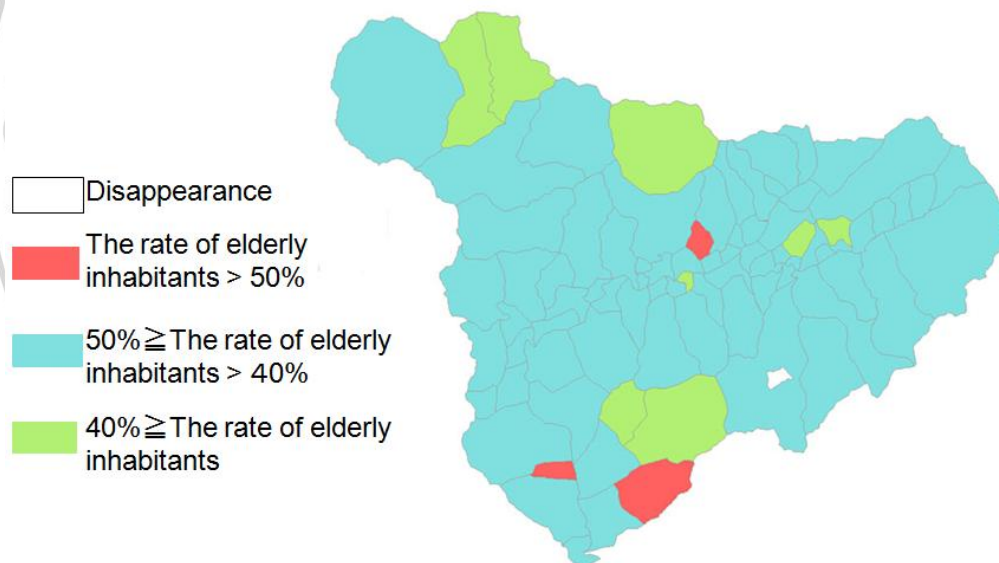 Disappearance
The rate of elderly
inhabitants > 50%
50%≧The rate of elderly
inhabitants > 40%
40%≧The rate of elderly
inhabitants